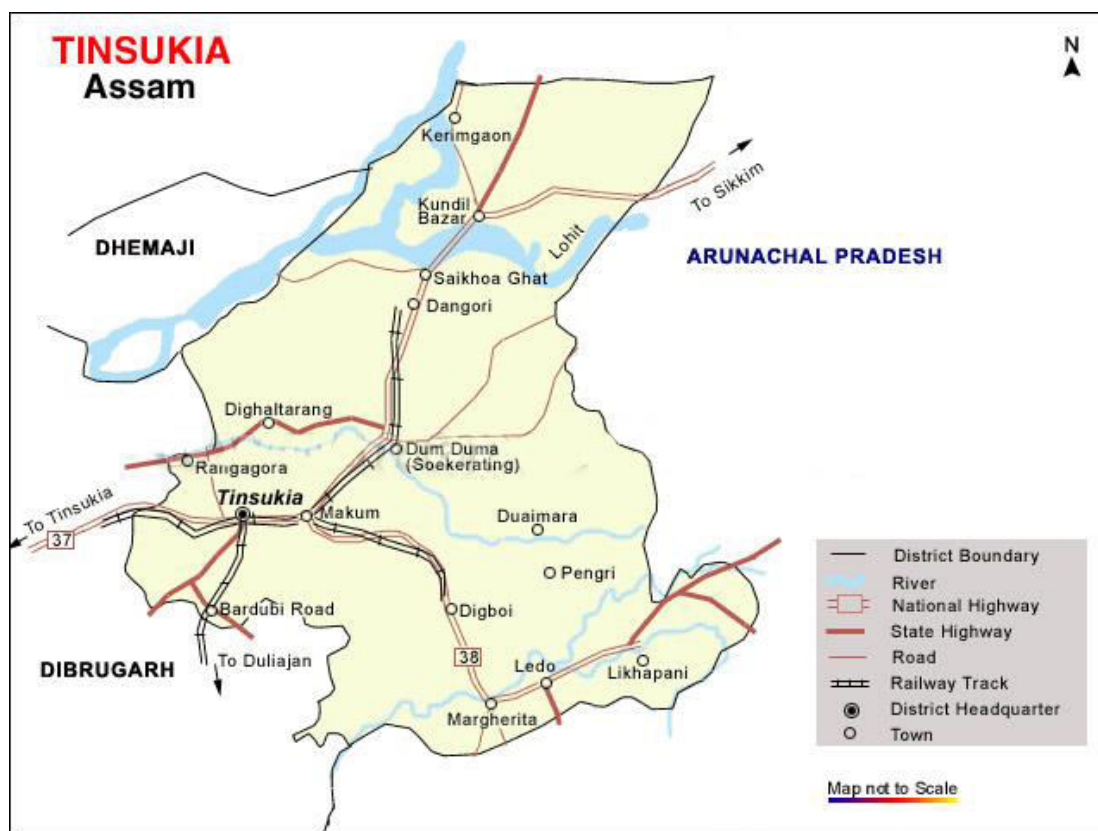 TINSUKIA
Assam
N
Kerimgaon
To Sikkim
Kundil
Bazar
Lohit
DHEMAJI
ARUNACHAL PRADESH
Saikhoa Ghat
Dangori
Dighaltarang
Dum Duma
(Soekerating)
Rangagora
To Tinsukia
37
Tinsukia
Makum
Duaimara
Pengri
Bardubi Road
Digboi
DIBRUGARH
To Duliajan
38
Ledo
Likhapani
Margherita
District Boundary
River
National Highway
State Highway
Road
Railway Track
District Headquarter
Town
Map not to Scale